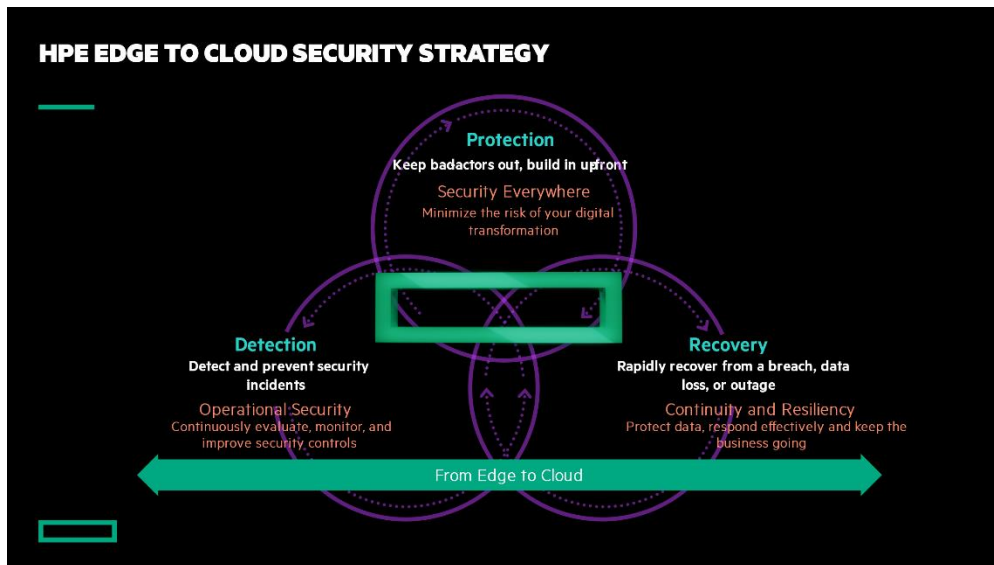 HPE EDGE TO CLOUD SECURITY STRATEGY
Protection
Keep bad-actors out, build in upfront
Security Everywhere
Minimize the risk of your digital
transformation
Detection
Detect and prevent security
incidents
Operational Security
Continuously evaluate, monitor, and
improve security controls
Recovery
Rapidly recover from a breach, data
loss, or outage
Continuity and Resiliency
Protect data, respond effectively and keep the
business going
From Edge to Cloud